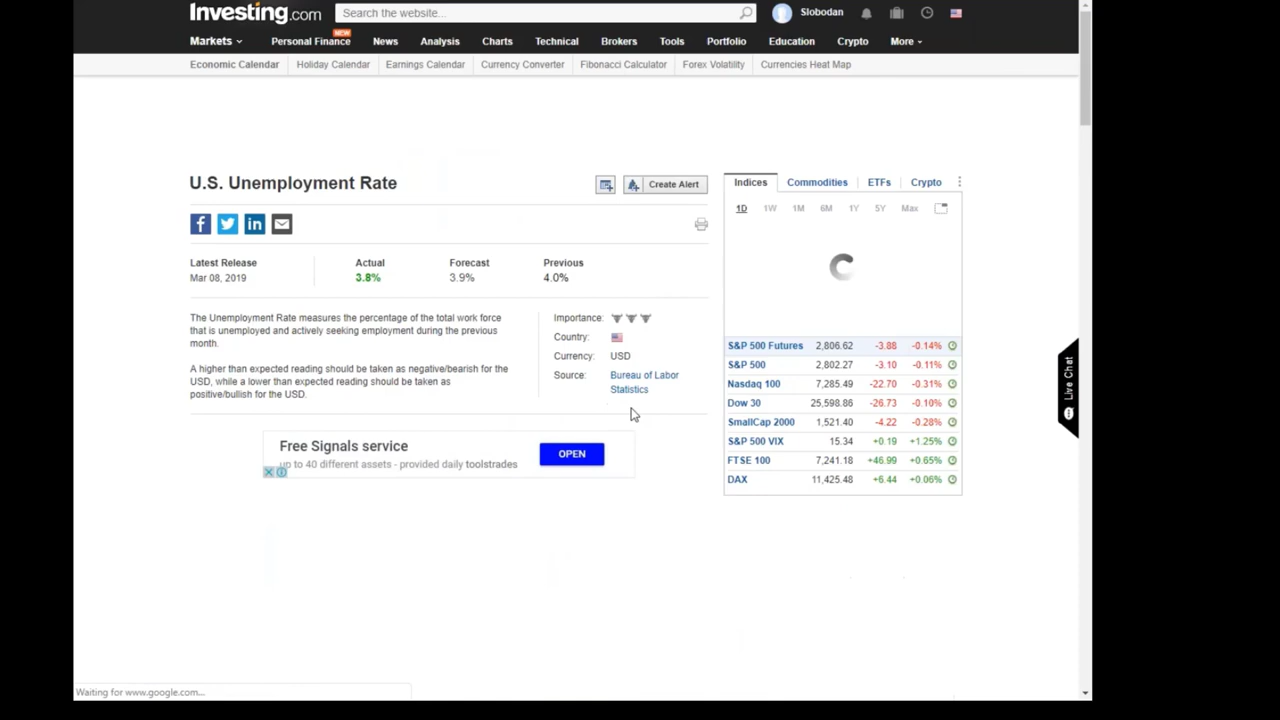 Investing.com
Search the website...
Slobodan
Markets
Personal Finance
NEW
News
Analysis
Charts
Technical
Brokers
Tools
Portfolio
Education
Crypto
More
Economic Calendar
Holiday Calendar
Earnings Calendar
Currency Converter
Fibonacci Calculator
Forex Volatility
Currencies Heat Map
U.S. Unemployment Rate
Create Alert
Latest Release
Mar 08, 2019
Actual
3.8%
Forecast
3.9%
Previous
4.0%
The Unemployment Rate measures the percentage of the total work force
that is unemployed and actively seeking employment during the previous
month.
A higher than expected reading should be taken as negative/bearish for the
USD, while a lower than expected reading should be taken as
positive/bullish for the USD.
Importance:
Country:
Currency: USD
Source: Bureau of Labor
Statistics
Free Signals service
up to 40 different assets - provided daily toolstrades
OPEN
Indices Commodities ETFs Crypto
1D 1W 1M 6M 1Y 5Y Max
S&P 500 Futures 2,806.62 -3.88 -0.14%
S&P 500 2,802.27 -3.10 -0.11%
Nasdaq 100 7,285.49 -22.70 -0.31%
Dow 30 25,598.86 -26.73 -0.10%
SmallCap 2000 1,521.40 -4.22 -0.28%
S&P 500 VIX 15.34 +0.19 +1.25%
FTSE 100 7,241.18 +46.99 +0.65%
DAX 11,425.48 +6.44 +0.06%
Live Chat
Waiting for www.google.com...